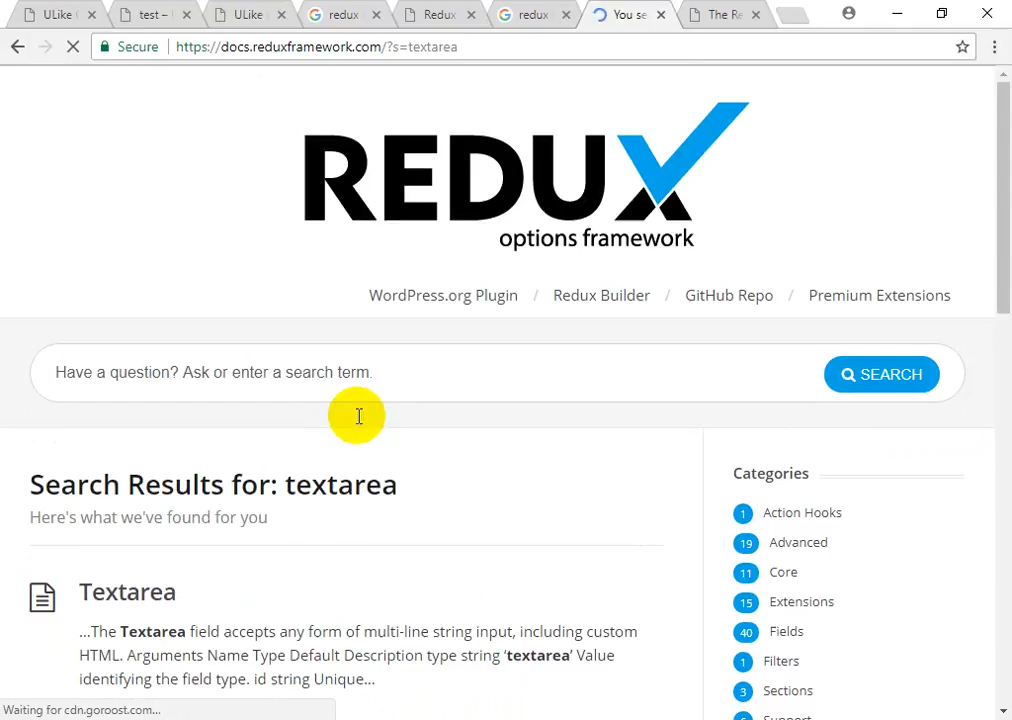 ULike
test –
ULike
redux
Redux
redux
You se
The Re
Secure
https://docs.reduxframework.com/?s=textarea
REDUX
options framework
WordPress.org Plugin / Redux Builder / GitHub Repo / Premium Extensions
Have a question? Ask or enter a search term.
SEARCH
Search Results for: textarea
Here's what we've found for you
Textarea
...The Textarea field accepts any form of multi-line string input, including custom
HTML. Arguments Name Type Default Description type string ‘textarea’ Value
identifying the field type. id string Unique...
Categories
1 Action Hooks
19 Advanced
11 Core
15 Extensions
40 Fields
1 Filters
3 Sections
Support
Waiting for cdn.goroost.com...